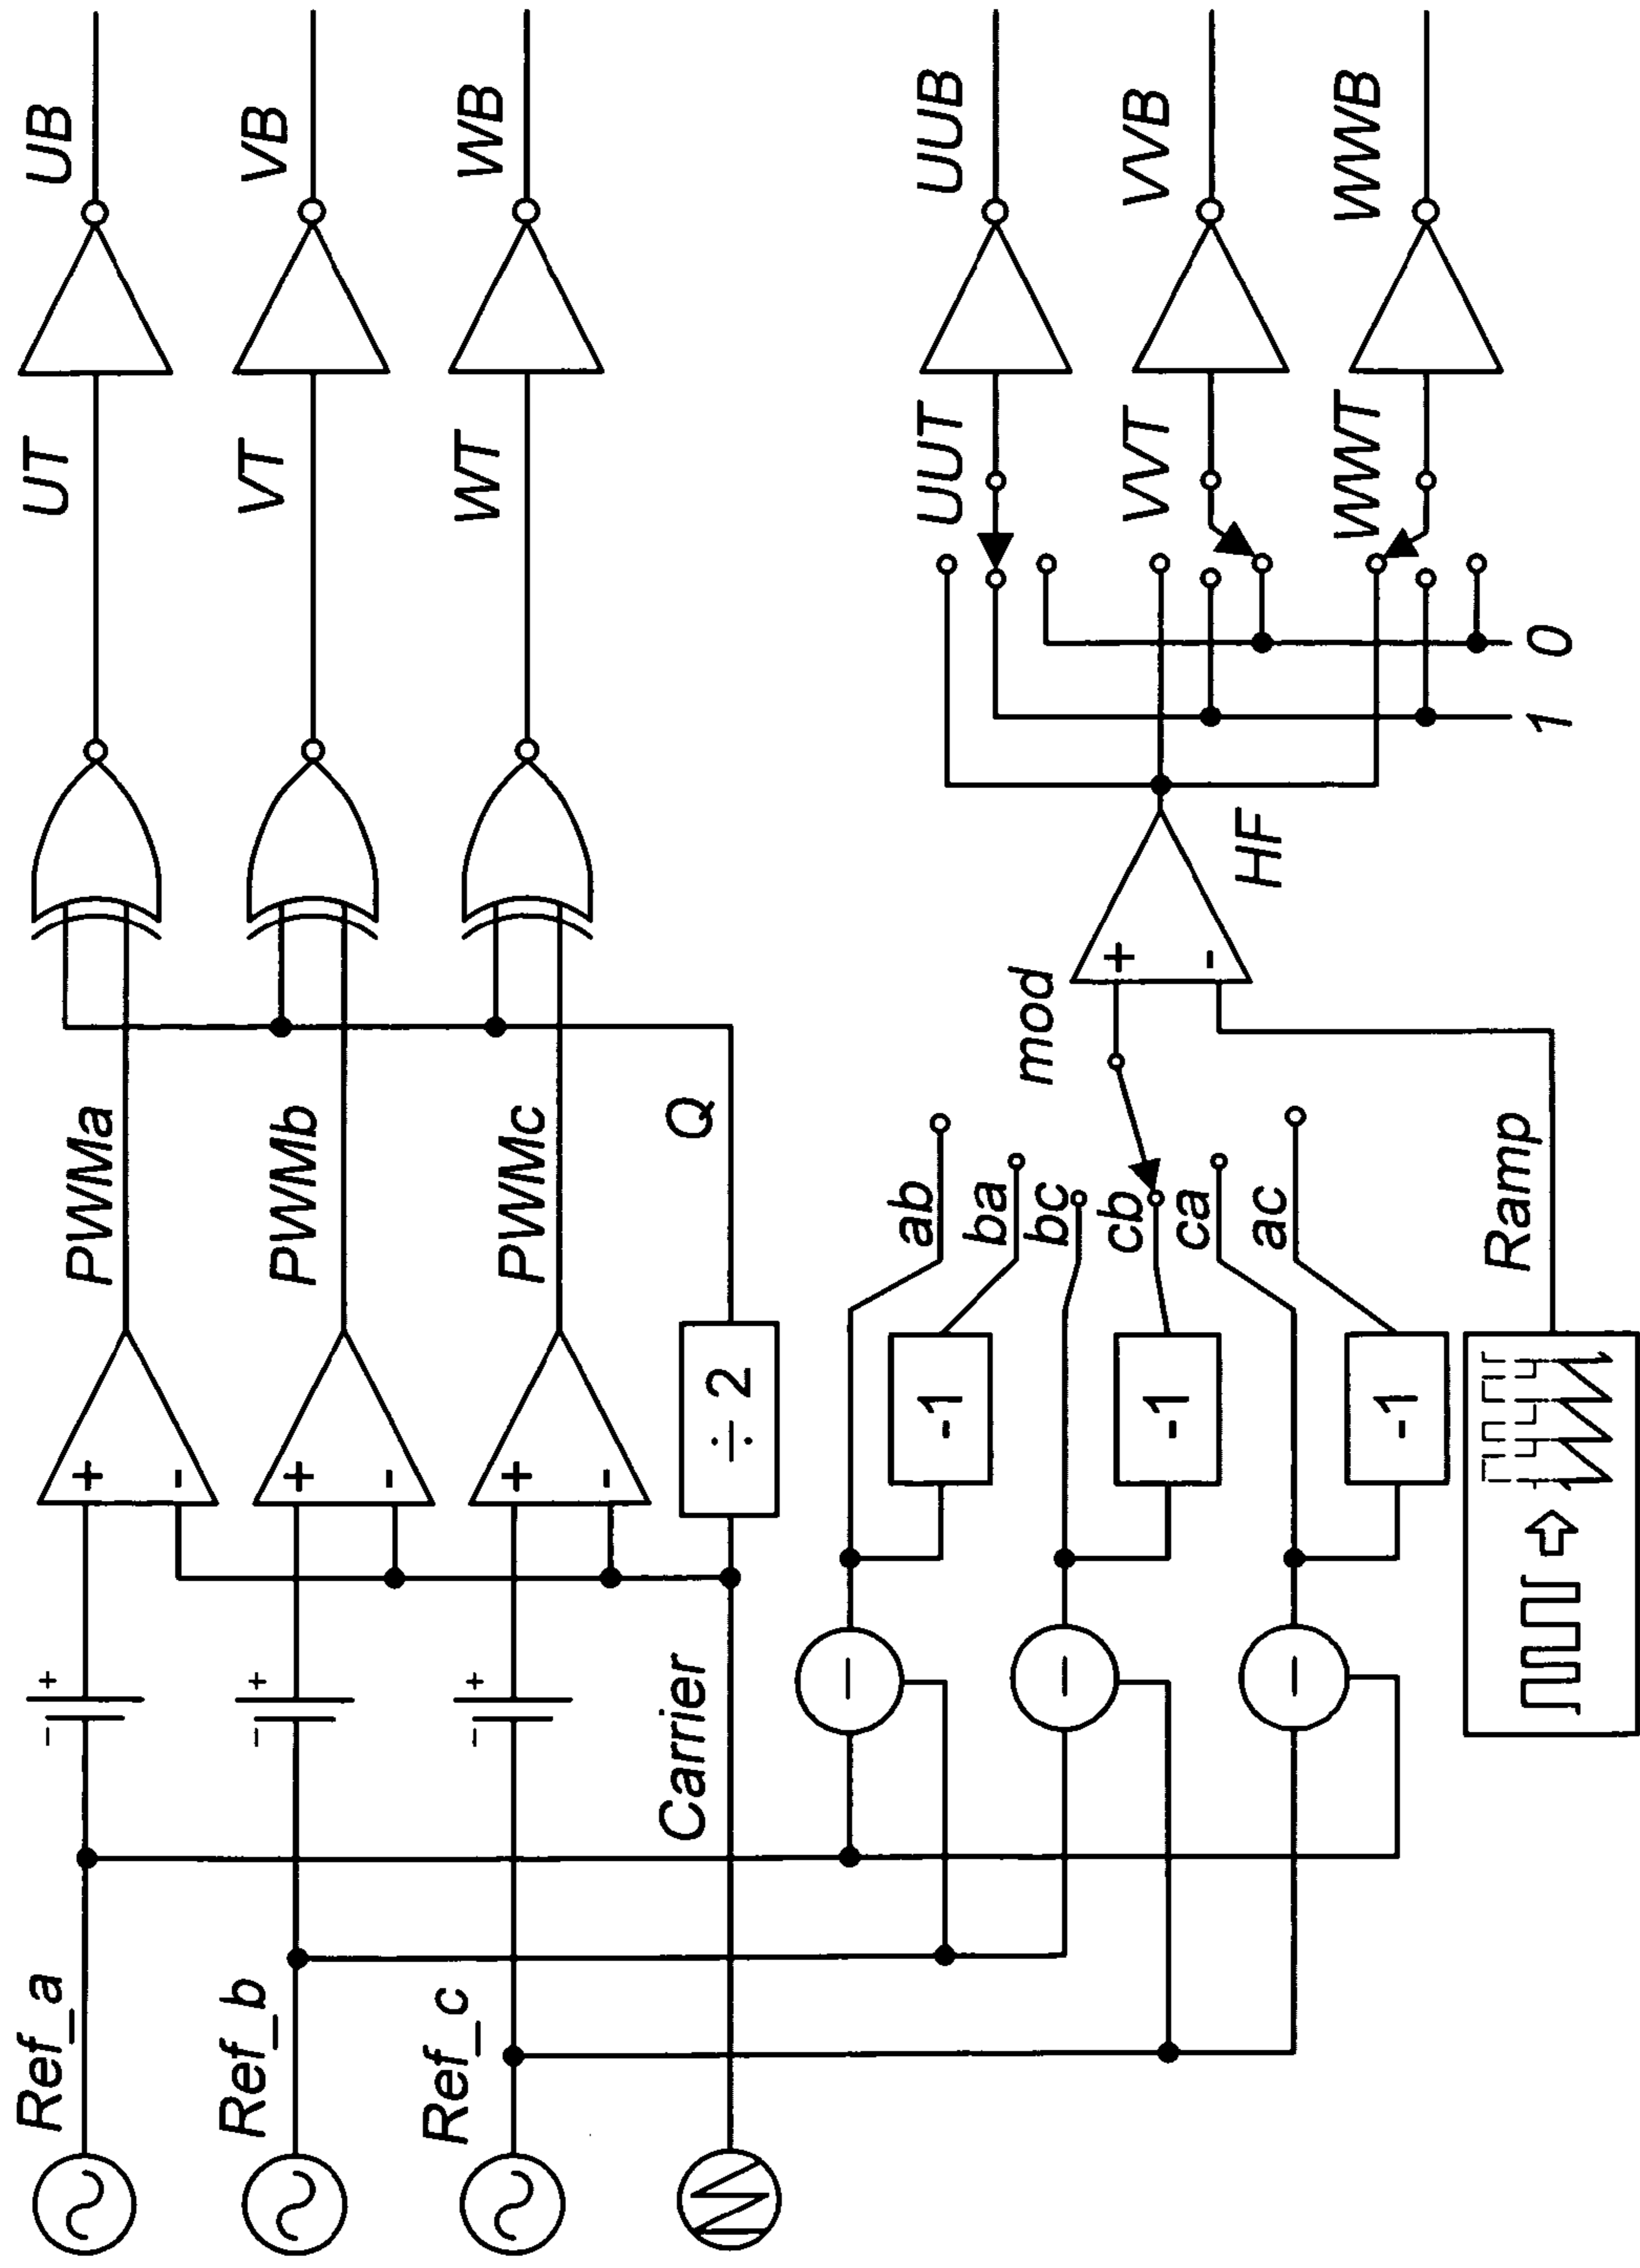 Ref_a
− +
PWMa
UT
UB
Ref_b
− +
PWMb
VT
VB
Ref_c
− +
PWMc
WT
WB
Carrier
÷ 2
Q
+
-
+
-
+
-
ab
-1
ba
bc
-1
cb
ca
-1
ac
mod
+
-
HF
Ramp
1 0
UUT
UUB
VVT
VVB
WWT
WWB